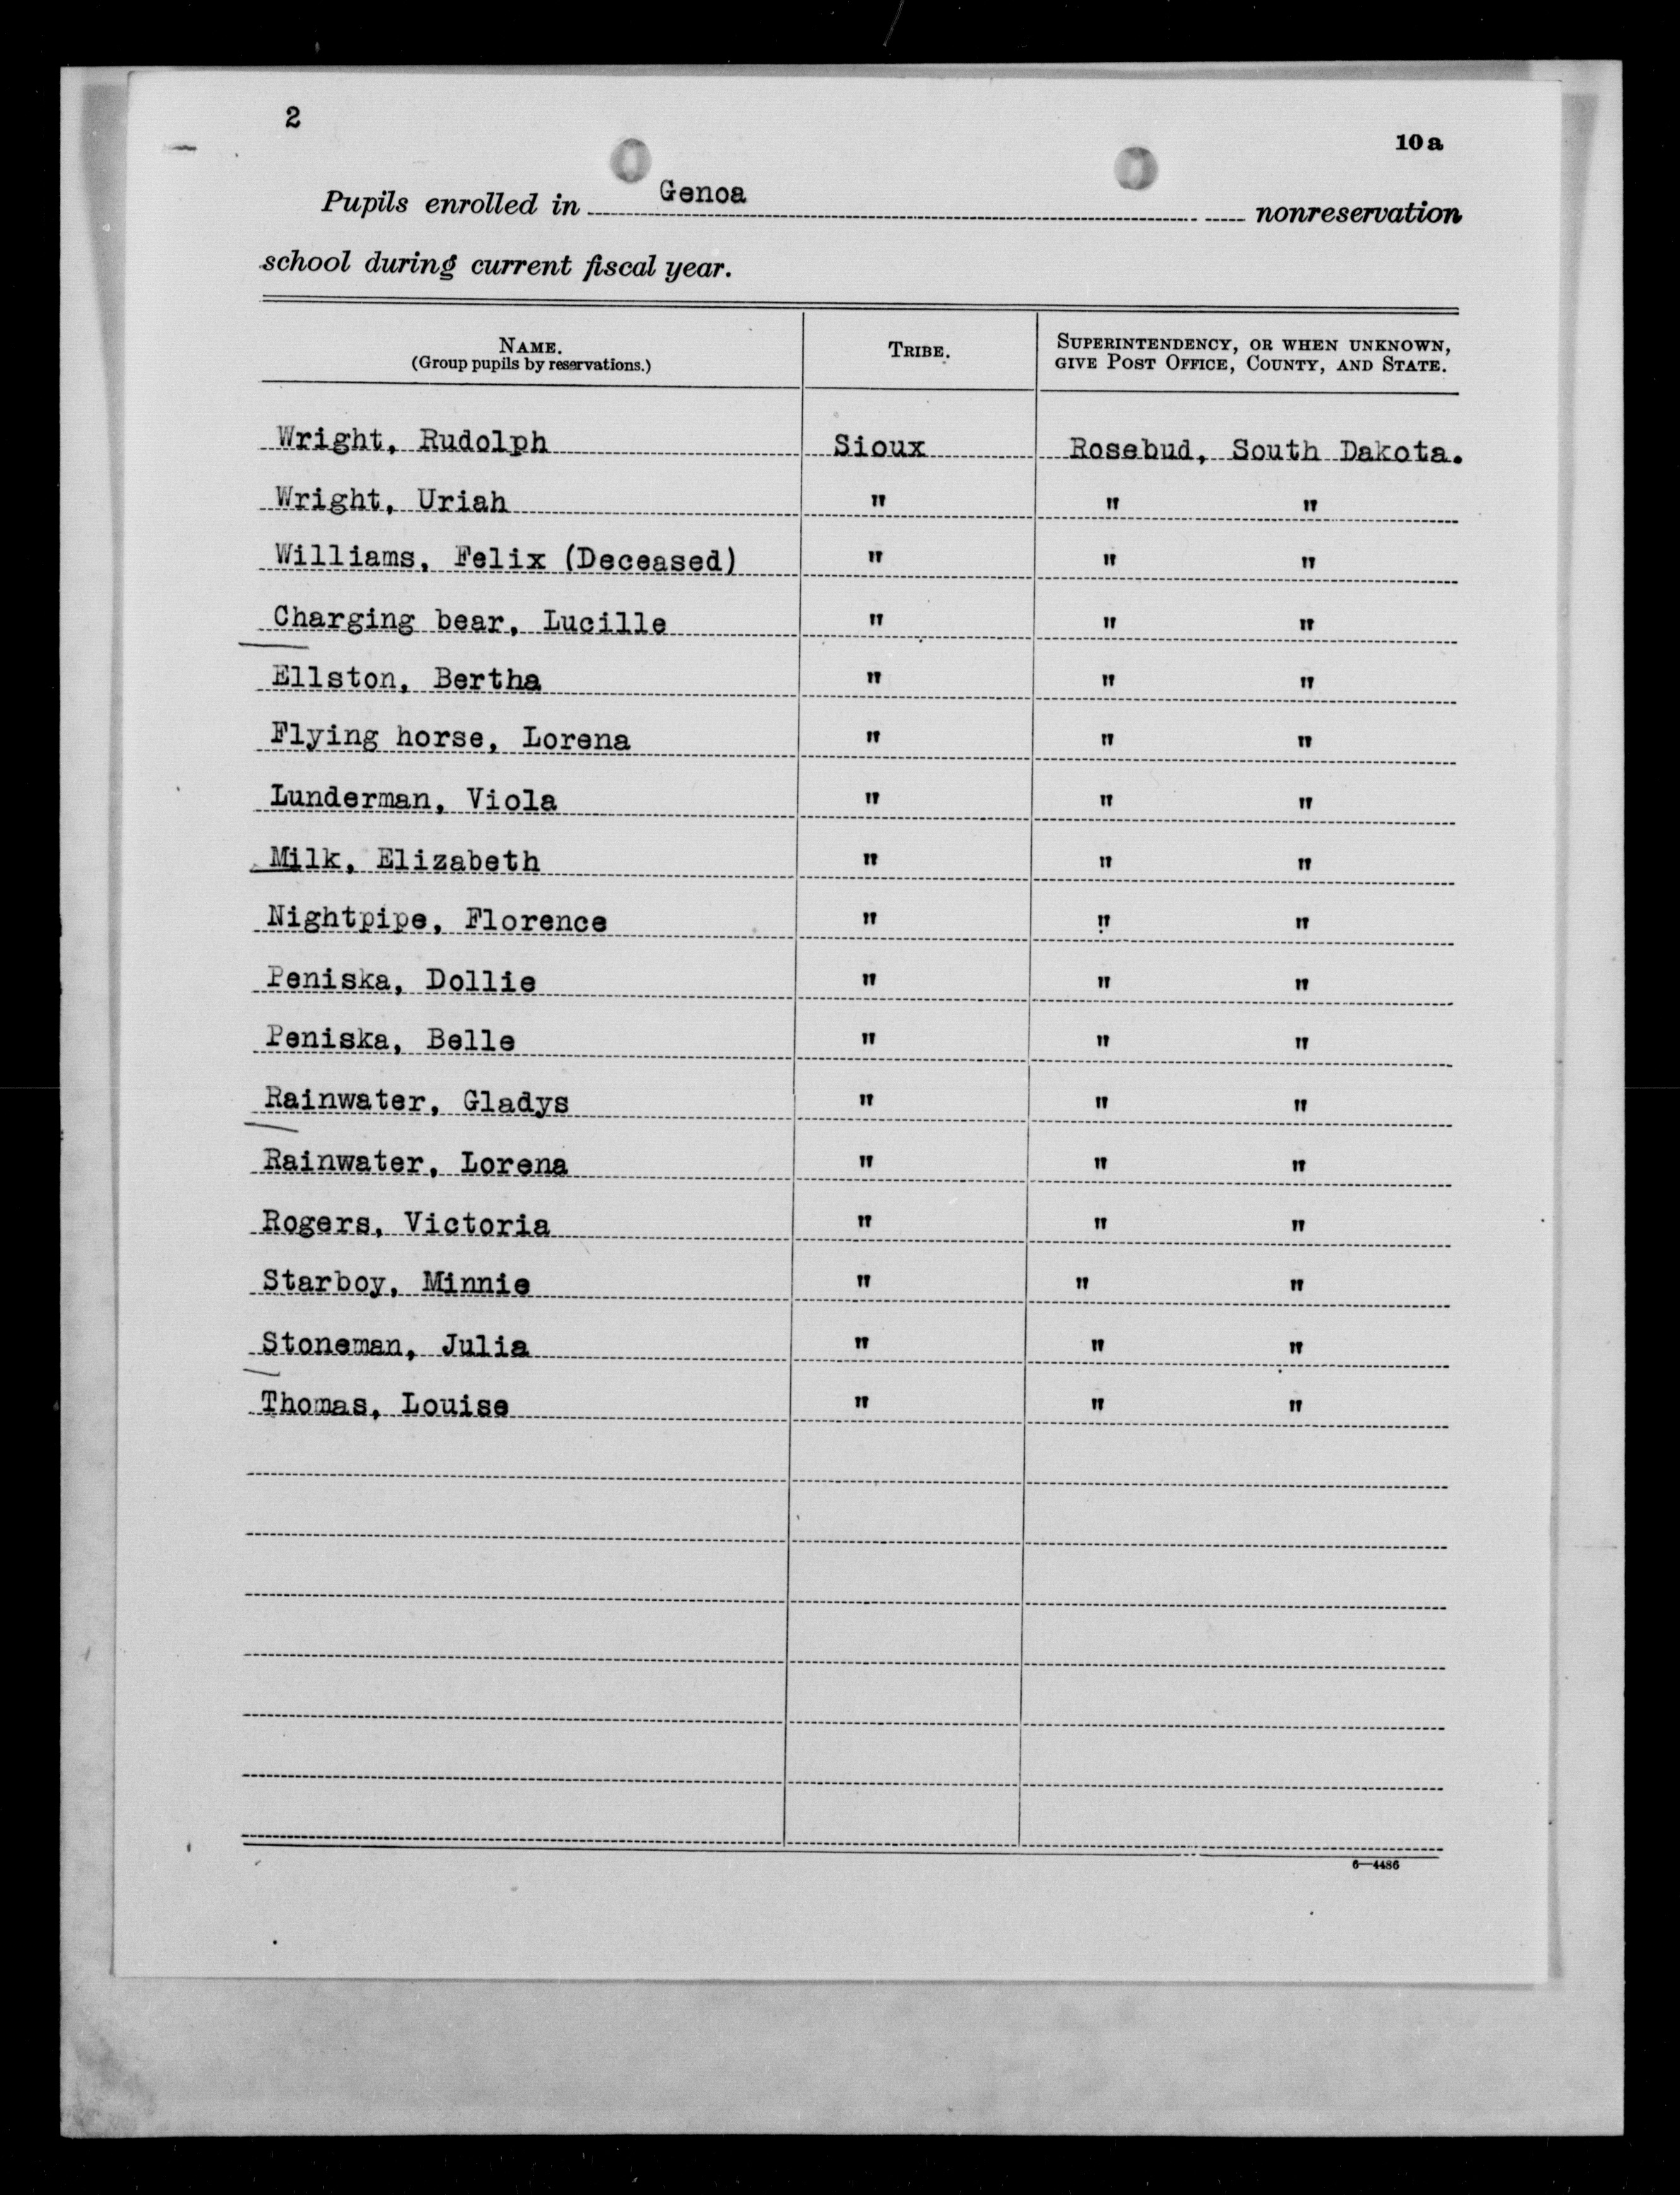 2
10 a
Pupils enrolled in Genoa nonreservation
school during current fiscal year.
NAME. TRIBE. SUPERINTENDENCY, OR WHEN UNKNOWN,
(Group pupils by reservations.) GIVE POST OFFICE, COUNTY, AND STATE.
Wright, Rudolph Sioux Rosebud, South Dakota.
Wright, Uriah " " "
Williams, Felix (Deceased) " " "
Charging bear, Lucille " " "
Ellston, Bertha " " "
Flying horse, Lorena " " "
Lunderman, Viola " " "
Milk, Elizabeth " " "
Nightpipe, Florence " " "
Peniska, Dollie " " "
Peniska, Belle " " "
Rainwater, Gladys " " "
Rainwater, Lorena " " "
Rogers, Victoria " " "
Starboy, Minnie " " "
Stoneman, Julia " " "
Thomas, Louise " " "
6—4486